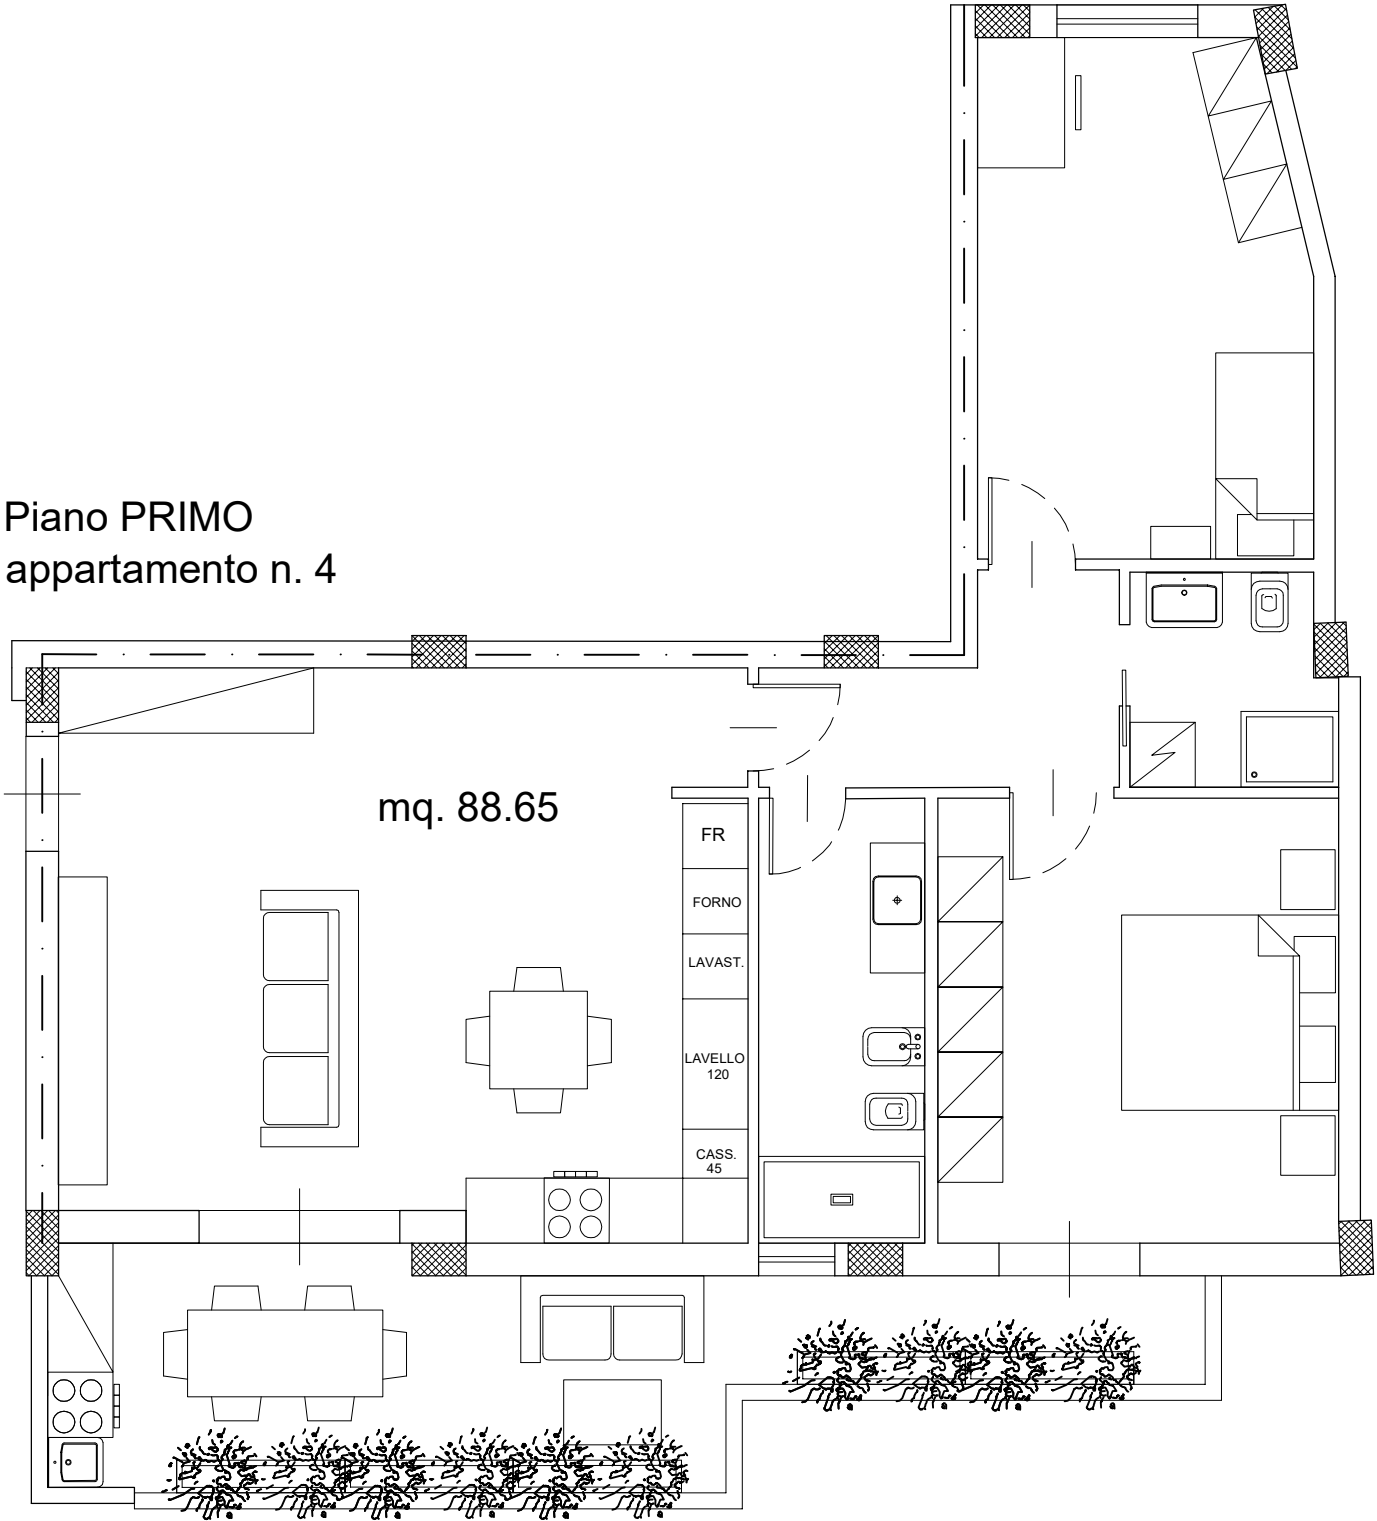 Piano PRIMO
appartamento n. 4
mq. 88.65
FR
FORNO
LAVAST.
LAVELLO
120
CASS.
45